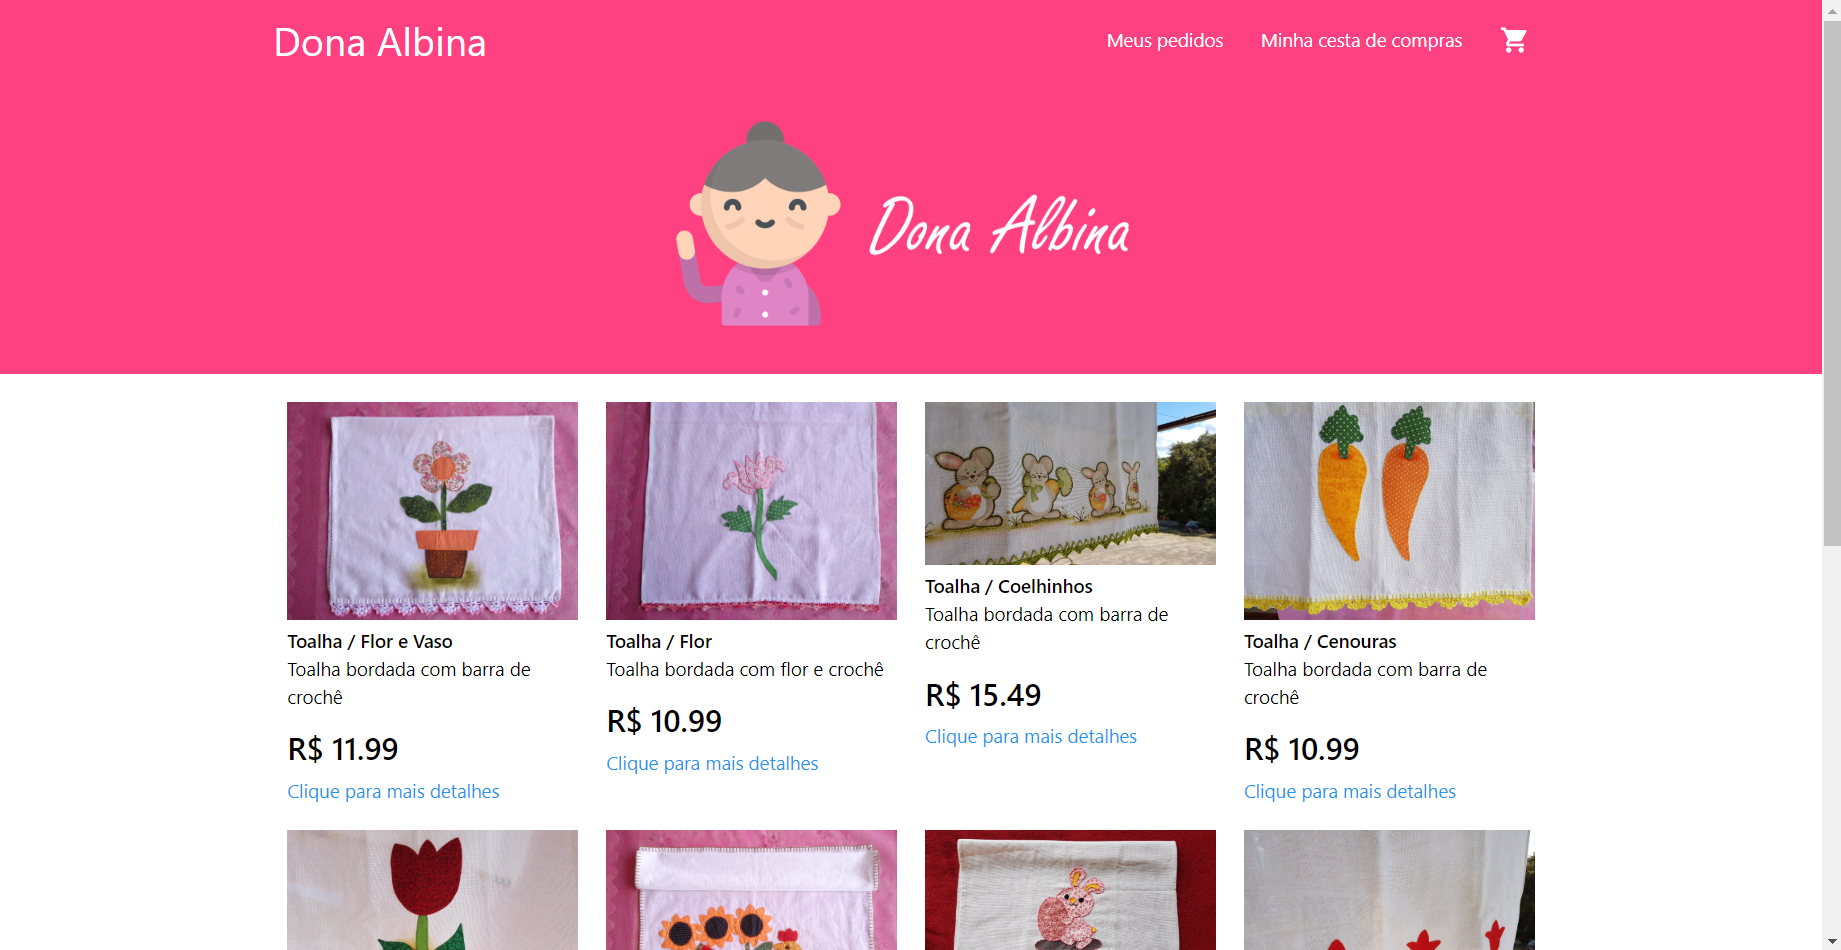 Dona Albina
Meus pedidos
Minha cesta de compras
Dona Albina
Toalha / Flor e Vaso
Toalha bordada com barra de
crochê
R$ 11.99
Clique para mais detalhes
Toalha / Flor
Toalha bordada com flor e crochê
R$ 10.99
Clique para mais detalhes
Toalha / Coelhinhos
Toalha bordada com barra de
crochê
R$ 15.49
Clique para mais detalhes
Toalha / Cenouras
Toalha bordada com barra de
crochê
R$ 10.99
Clique para mais detalhes